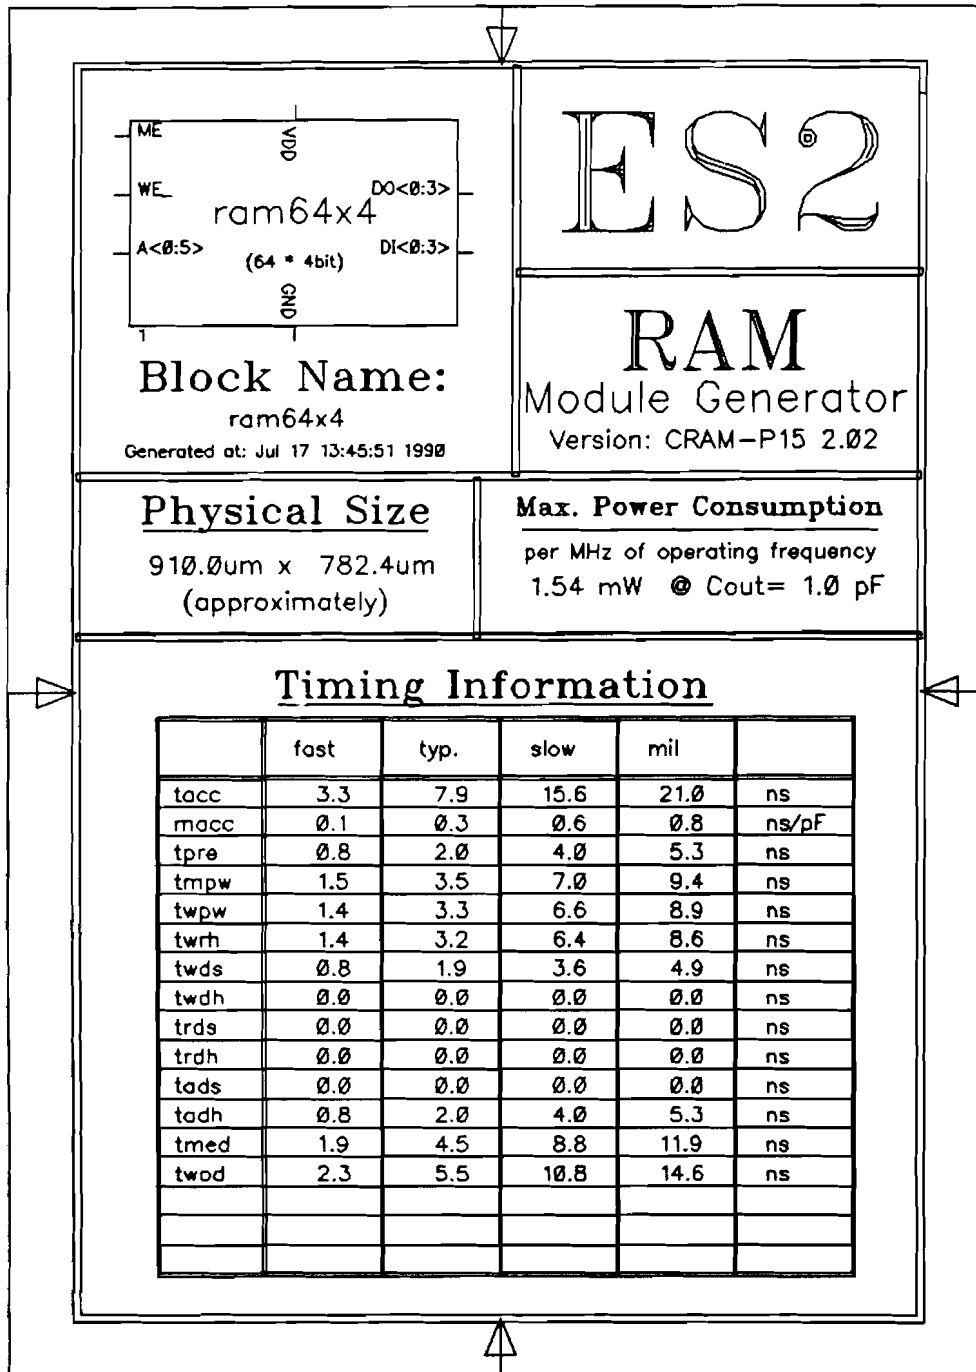 ME
VDD
WE_
DO<0:3>
ram64x4
A<0:5>
DI<0:3>
(64 * 4bit)
GND
1
Block Name:
ram64x4
Generated at: Jul 17 13:45:51 1990
ES2
RAM
Module Generator
Version: CRAM-P15 2.02
Physical Size
910.0um x 782.4um
(approximately)
Max. Power Consumption
per MHz of operating frequency
1.54 mW @ Cout= 1.0 pF
Timing Information
fast typ. slow mil
tacc 3.3 7.9 15.6 21.0 ns
macc 0.1 0.3 0.6 0.8 ns/pF
tpre 0.8 2.0 4.0 5.3 ns
tmpw 1.5 3.5 7.0 9.4 ns
twpw 1.4 3.3 6.6 8.9 ns
twrh 1.4 3.2 6.4 8.6 ns
twds 0.8 1.9 3.6 4.9 ns
twdh 0.0 0.0 0.0 0.0 ns
trds 0.0 0.0 0.0 0.0 ns
trdh 0.0 0.0 0.0 0.0 ns
tads 0.0 0.0 0.0 0.0 ns
tadh 0.8 2.0 4.0 5.3 ns
tmed 1.9 4.5 8.8 11.9 ns
twod 2.3 5.5 10.8 14.6 ns